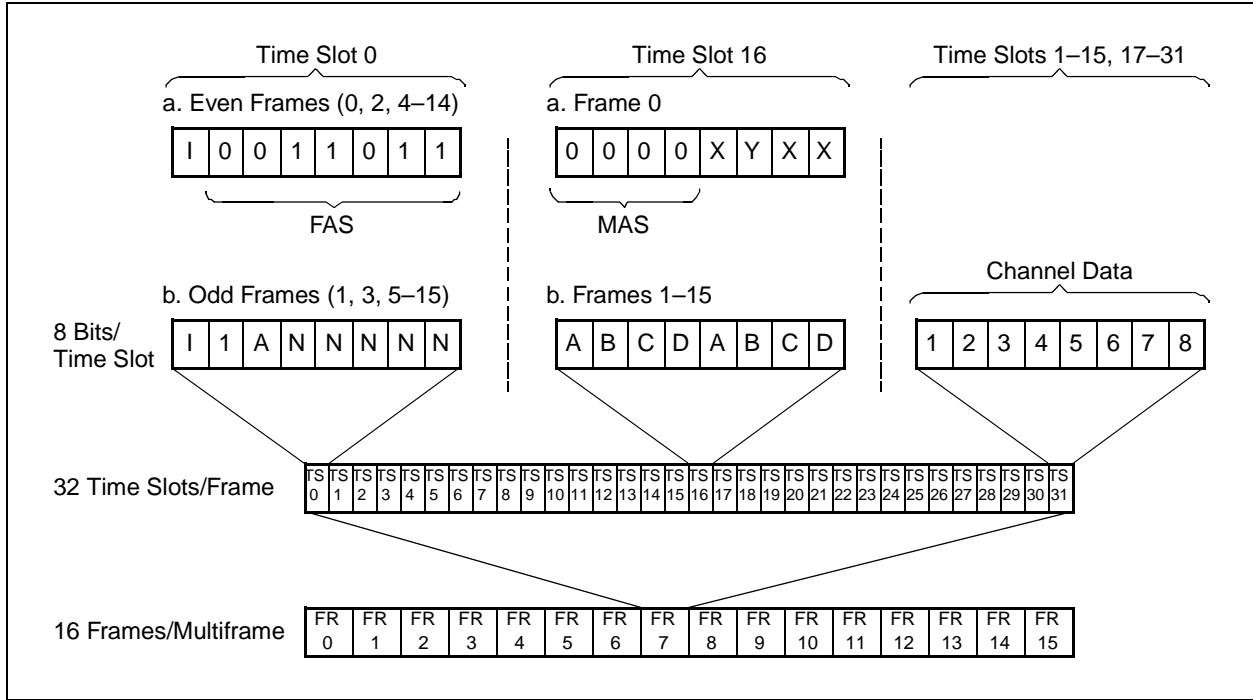 Time Slot 0
Time Slot 16
Time Slots 1–15, 17–31
a. Even Frames (0, 2, 4–14)
a. Frame 0
I 0 0 1 1 0 1 1
0 0 0 0 X Y X X
FAS
MAS
Channel Data
b. Odd Frames (1, 3, 5–15)
b. Frames 1–15
8 Bits/
Time Slot
I 1 A N N N N N
A B C D A B C D
1 2 3 4 5 6 7 8
32 Time Slots/Frame
TS TS TS TS TS TS TS TS TS TS TS TS TS TS TS TS TS TS TS TS TS TS TS TS TS TS TS TS TS TS TS TS
0 1 2 3 4 5 6 7 8 9 10 11 12 13 14 15 16 17 18 19 20 21 22 23 24 25 26 27 28 29 30 31
16 Frames/Multiframe
FR FR FR FR FR FR FR FR FR FR FR FR FR FR FR FR
0 1 2 3 4 5 6 7 8 9 10 11 12 13 14 15